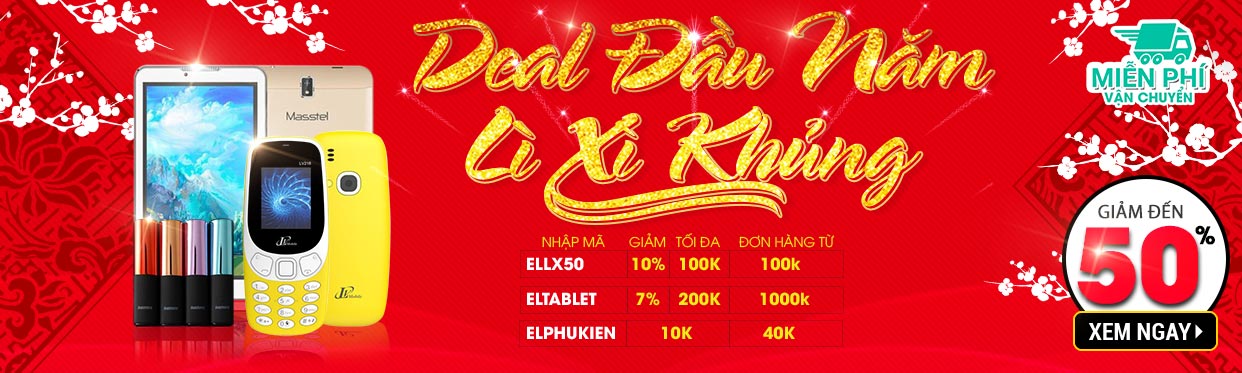 Deal Đầu Năm
Lì Xì Khủng
MIỄN PHÍ
VẬN CHUYỂN
Masstel
NHẬP MÃ GIẢM TỐI ĐA ĐƠN HÀNG TỪ
ELLX50 10% 100K 100k
ELTABLET 7% 200K 1000k
ELPHUKIEN 10K 40K
GIẢM ĐẾN
50%
XEM NGAY